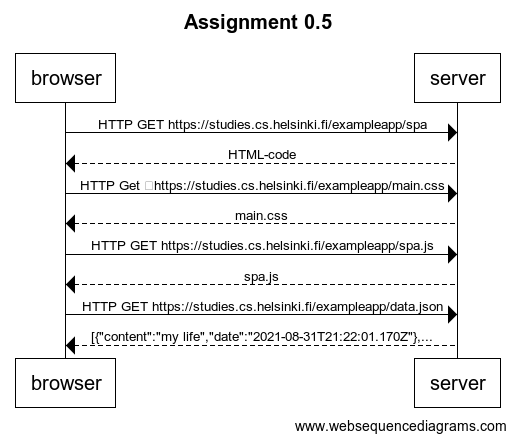 Assignment 0.5
browser
server
HTTP GET https://studies.cs.helsinki.fi/exampleapp/spa
HTML-code
HTTP Get https://studies.cs.helsinki.fi/exampleapp/main.css
main.css
HTTP GET https://studies.cs.helsinki.fi/exampleapp/spa.js
spa.js
HTTP GET https://studies.cs.helsinki.fi/exampleapp/data.json
[{"content":"my life","date":"2021-08-31T21:22:01.170Z"},...
browser
server
www.websequencediagrams.com